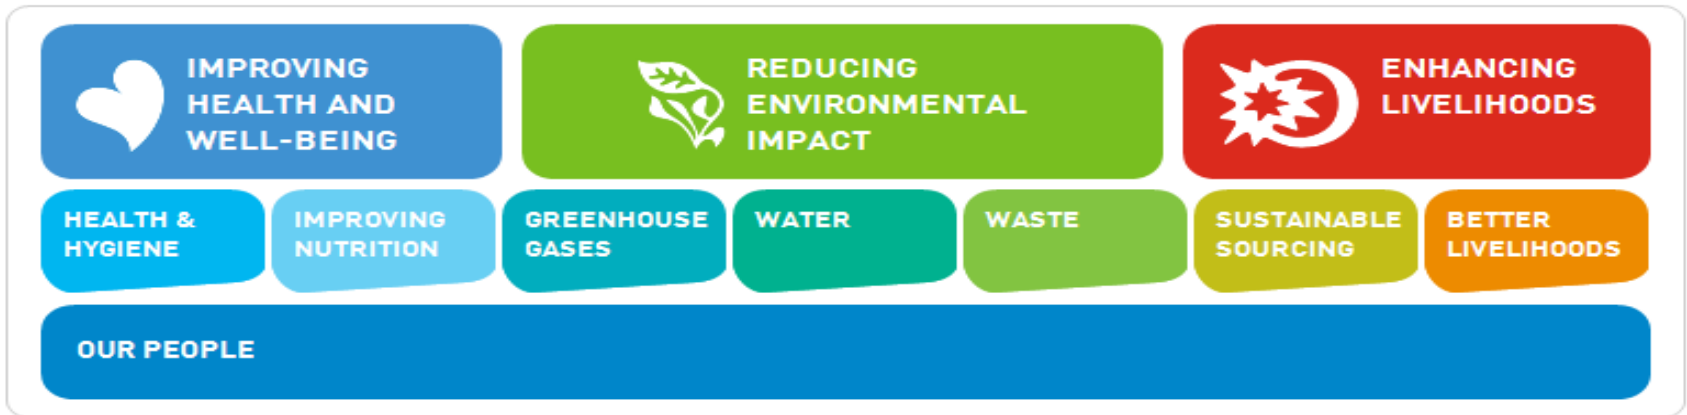 IMPROVING
HEALTH AND
WELL-BEING
REDUCING
ENVIRONMENTAL
IMPACT
ENHANCING
LIVELIHOODS
HEALTH &
HYGIENE
IMPROVING
NUTRITION
GREENHOUSE
GASES
WATER
WASTE
SUSTAINABLE
SOURCING
BETTER
LIVELIHOODS
OUR PEOPLE